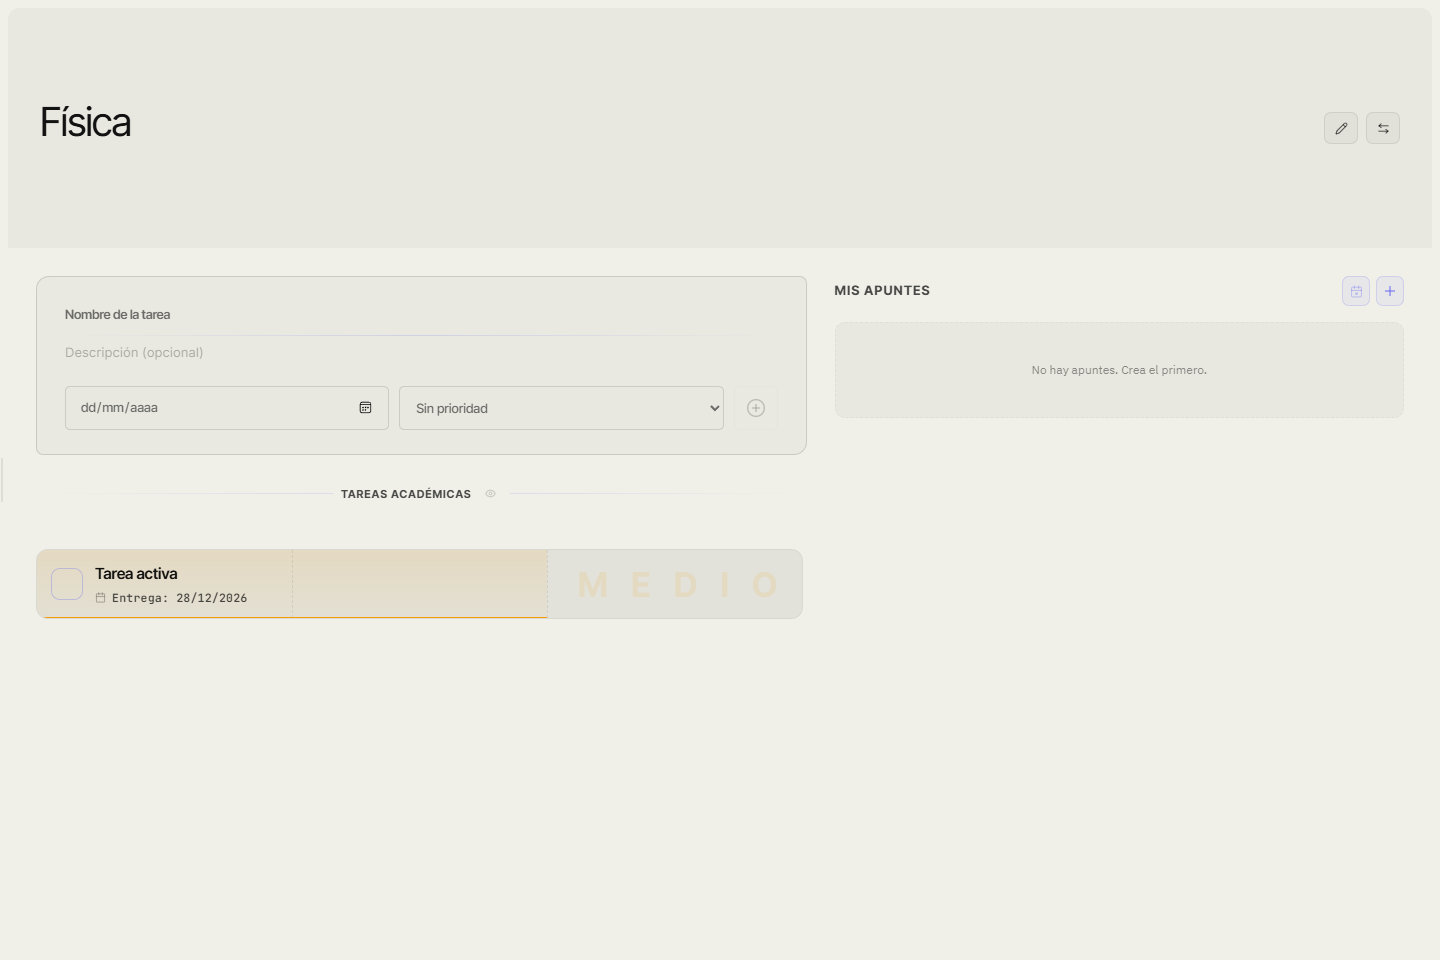 Física
Nombre de la tarea
Descripción (opcional)
dd/mm/aaaa
Sin prioridad
TAREAS ACADÉMICAS
Tarea activa
Entrega: 28/12/2026
MEDIO
MIS APUNTES
No hay apuntes. Crea el primero.